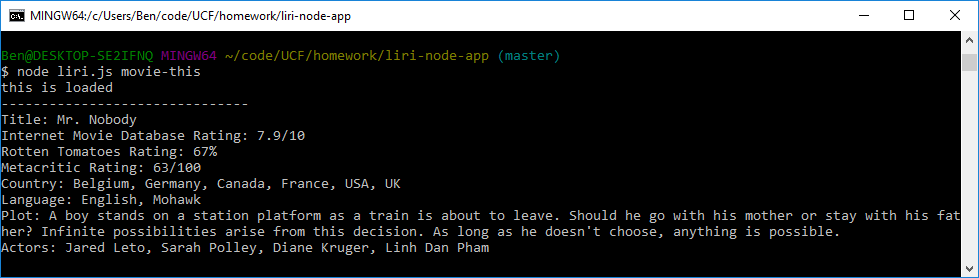 MINGW64:/c/Users/Ben/code/UCF/homework/liri-node-app
Ben@DESKTOP-SE2IFNQ MINGW64 ~/code/UCF/homework/liri-node-app (master)
$ node liri.js movie-this
this is loaded
-------------------------------
Title: Mr. Nobody
Internet Movie Database Rating: 7.9/10
Rotten Tomatoes Rating: 67%
Metacritic Rating: 63/100
Country: Belgium, Germany, Canada, France, USA, UK
Language: English, Mohawk
Plot: A boy stands on a station platform as a train is about to leave. Should he go with his mother or stay with his fat
her? Infinite possibilities arise from this decision. As long as he doesn't choose, anything is possible.
Actors: Jared Leto, Sarah Polley, Diane Kruger, Linh Dan Pham